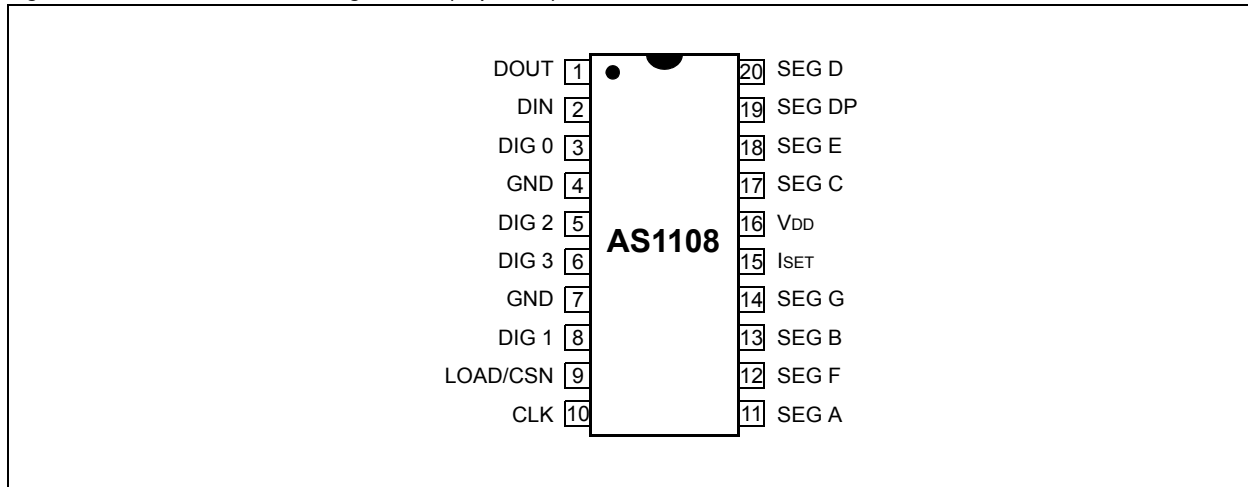 DOUT 1 20 SEG D
DIN 2 19 SEG DP
DIG 0 3 18 SEG E
GND 4 17 SEG C
DIG 2 5 16 VDD
AS1108
DIG 3 6 15 ISET
GND 7 14 SEG G
DIG 1 8 13 SEG B
LOAD/CSN 9 12 SEG F
CLK 10 11 SEG A